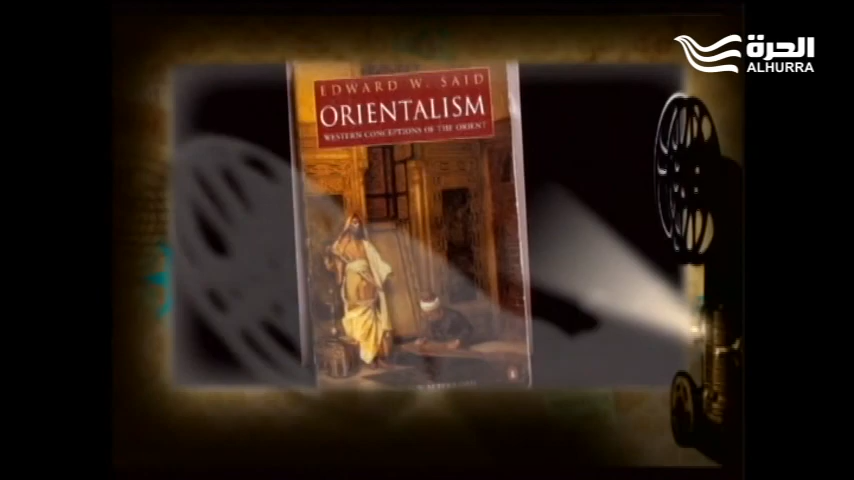 الحرة
ALHURRA
EDWARD W. SAID
ORIENTALISM
WESTERN CONCEPTIONS OF THE ORIENT